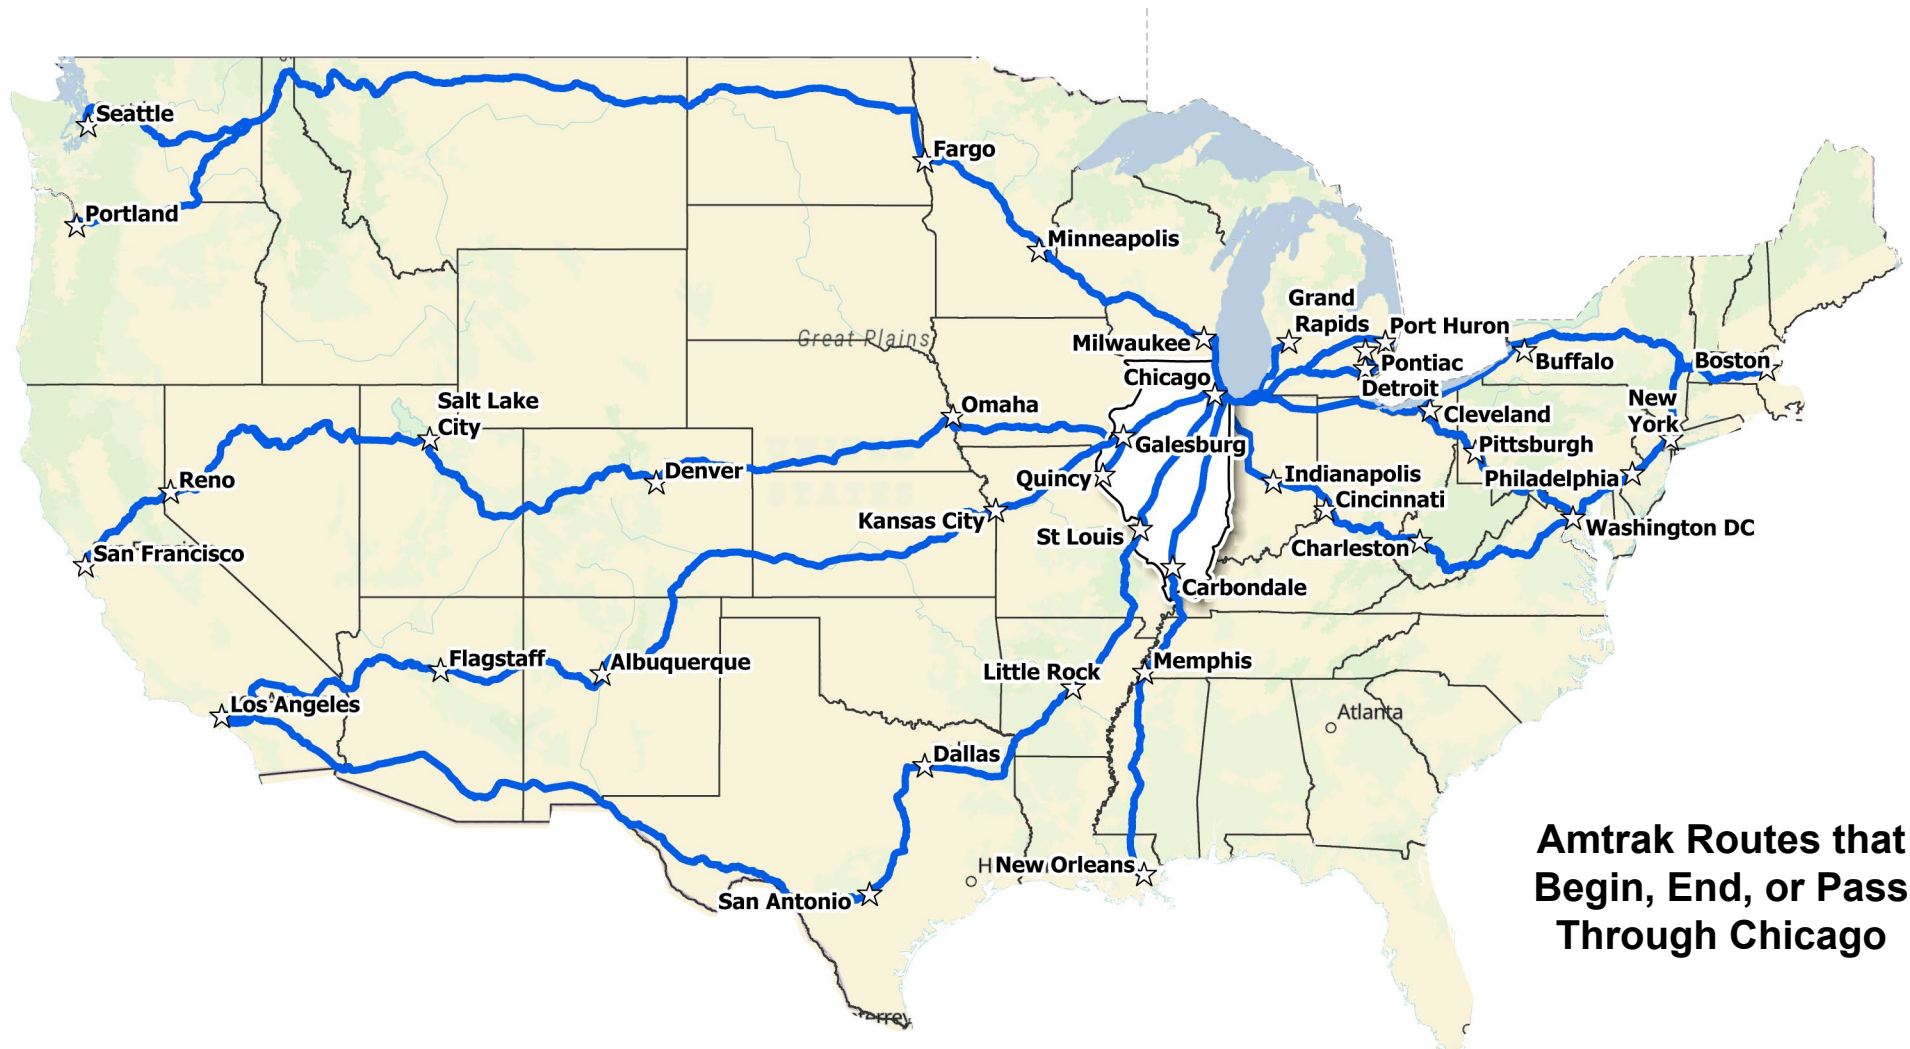 Seattle
Portland
Fargo
Minneapolis
Great Plains
Milwaukee
Chicago
Grand
Rapids
Port Huron
Pontiac
Detroit
Buffalo
Boston
New
York
Cleveland
Pittsburgh
Philadelphia
Washington DC
Salt Lake
City
Omaha
Galesburg
Quincy
Indianapolis
Cincinnati
Charleston
Reno
Denver
UNITED
STATES
Kansas City
St Louis
San Francisco
Carbondale
Flagstaff
Albuquerque
Little Rock
Memphis
Los Angeles
Atlanta
Dallas
H
New Orleans
San Antonio
Amtrak Routes that
Begin, End, or Pass
Through Chicago